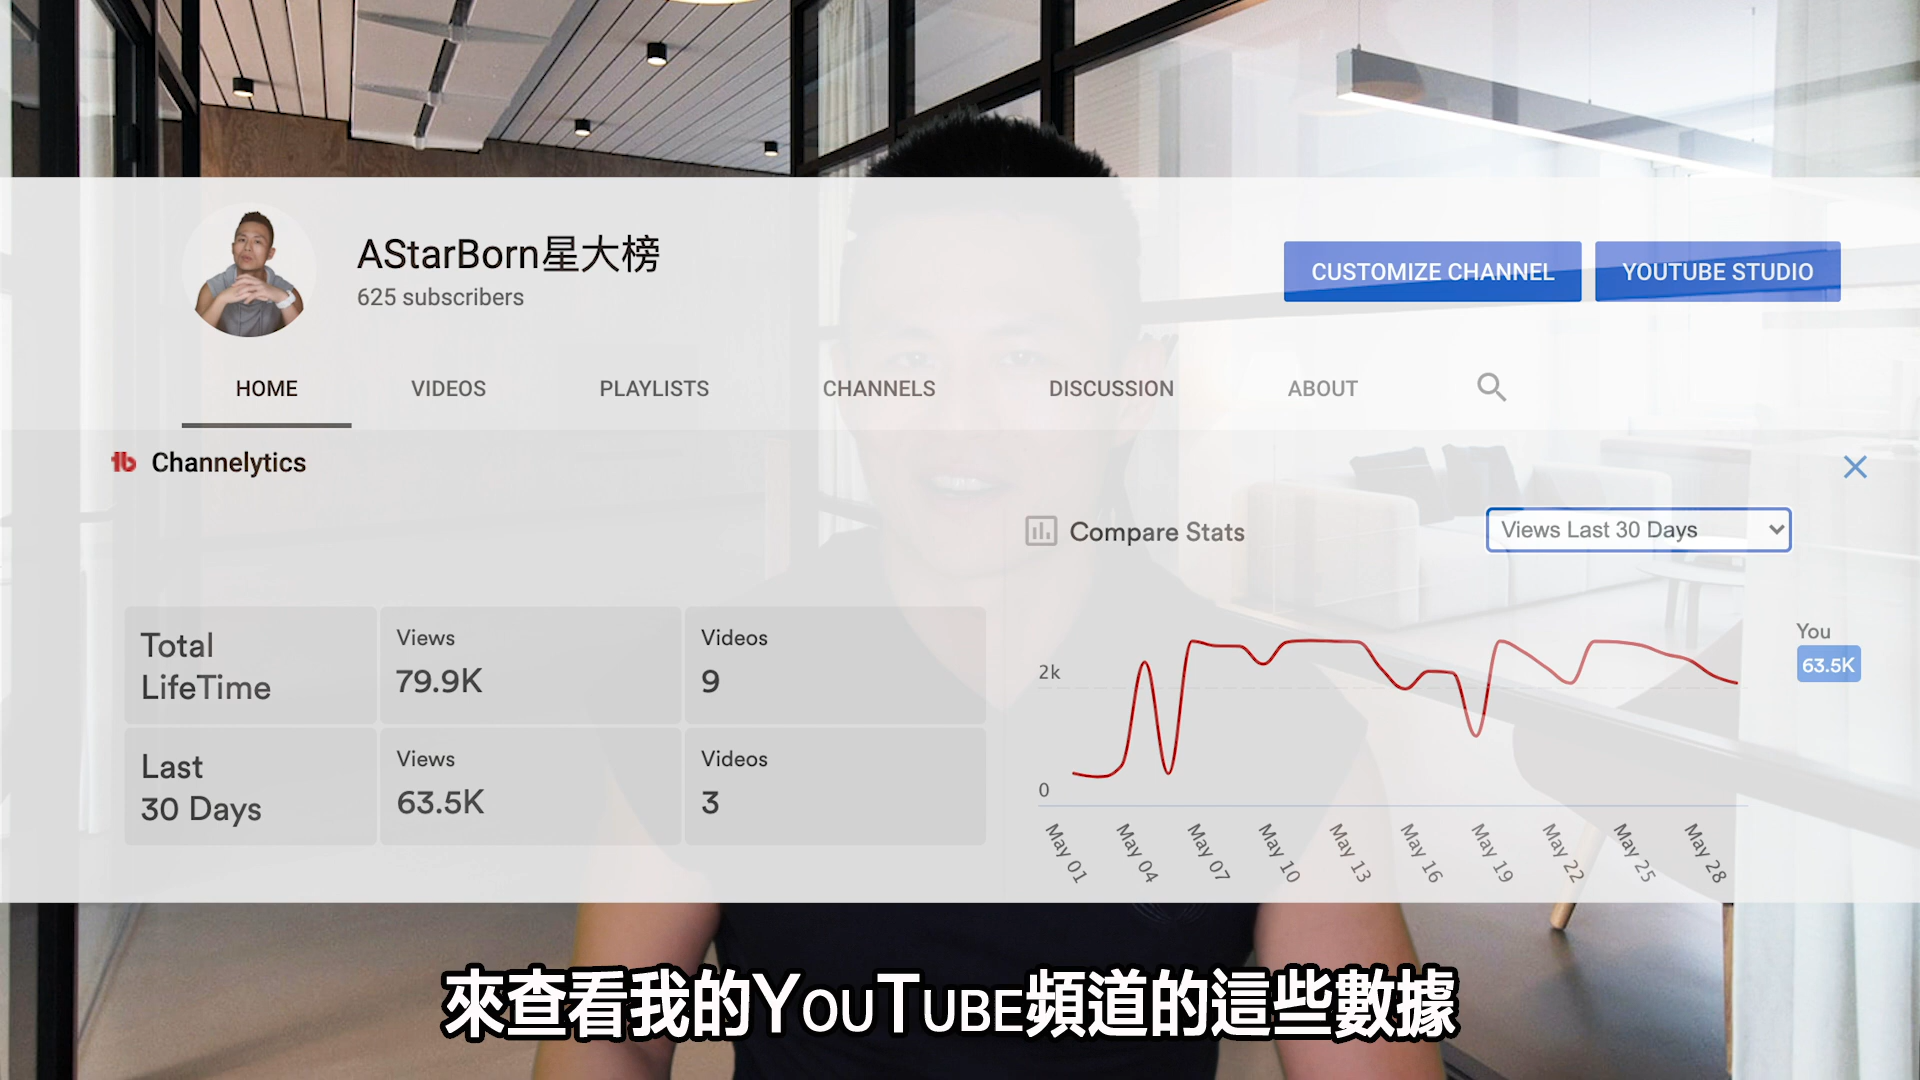 AStarBorn星大榜
625 subscribers
CUSTOMIZE CHANNEL
YOUTUBE STUDIO
HOME
VIDEOS
PLAYLISTS
CHANNELS
DISCUSSION
ABOUT
tb Channelytics
Compare Stats
Views Last 30 Days
Total
LifeTime
Views
79.9K
Videos
9
Last
30 Days
Views
63.5K
Videos
3
2k
0
May 01
May 04
May 07
May 10
May 13
May 16
May 19
May 22
May 25
May 28
You
63.5K
來查看我的YOUTUBE頻道的這些數據